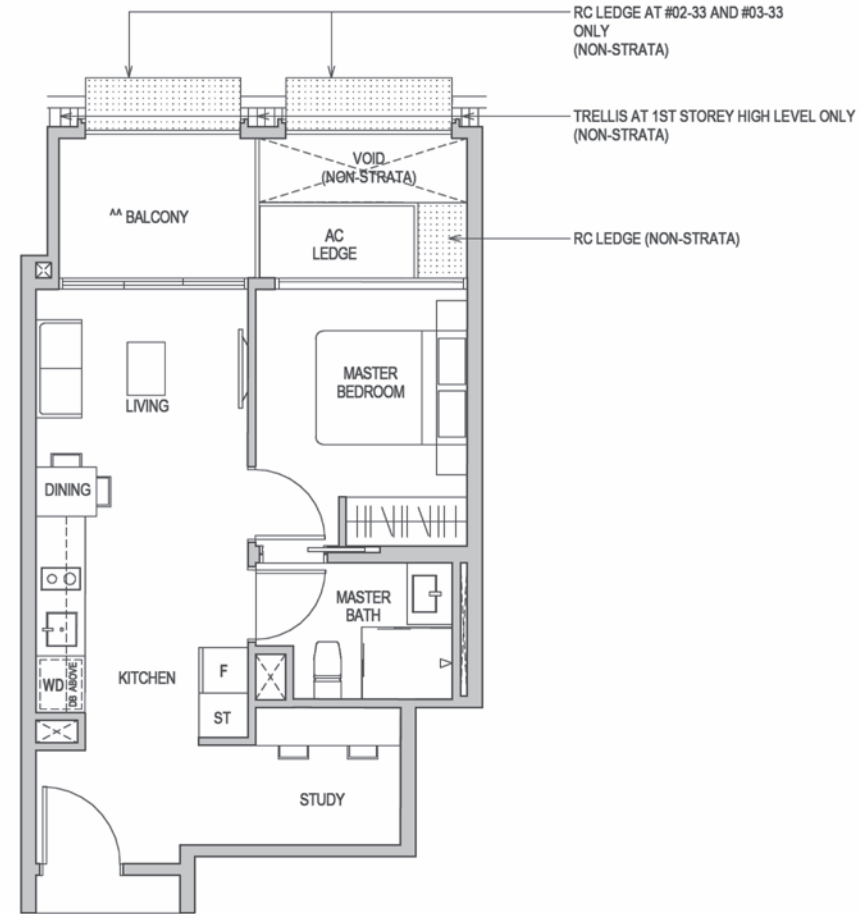 RC LEDGE AT #02-33 AND #03-33
ONLY
(NON-STRATA)
TRELLIS AT 1ST STOREY HIGH LEVEL ONLY
(NON-STRATA)
VOID
(NON-STRATA)
^^ BALCONY
AC
LEDGE
RC LEDGE (NON-STRATA)
MASTER
BEDROOM
LIVING
DINING
MASTER
BATH
KITCHEN
F
WD
DB ABOVE
ST
STUDY